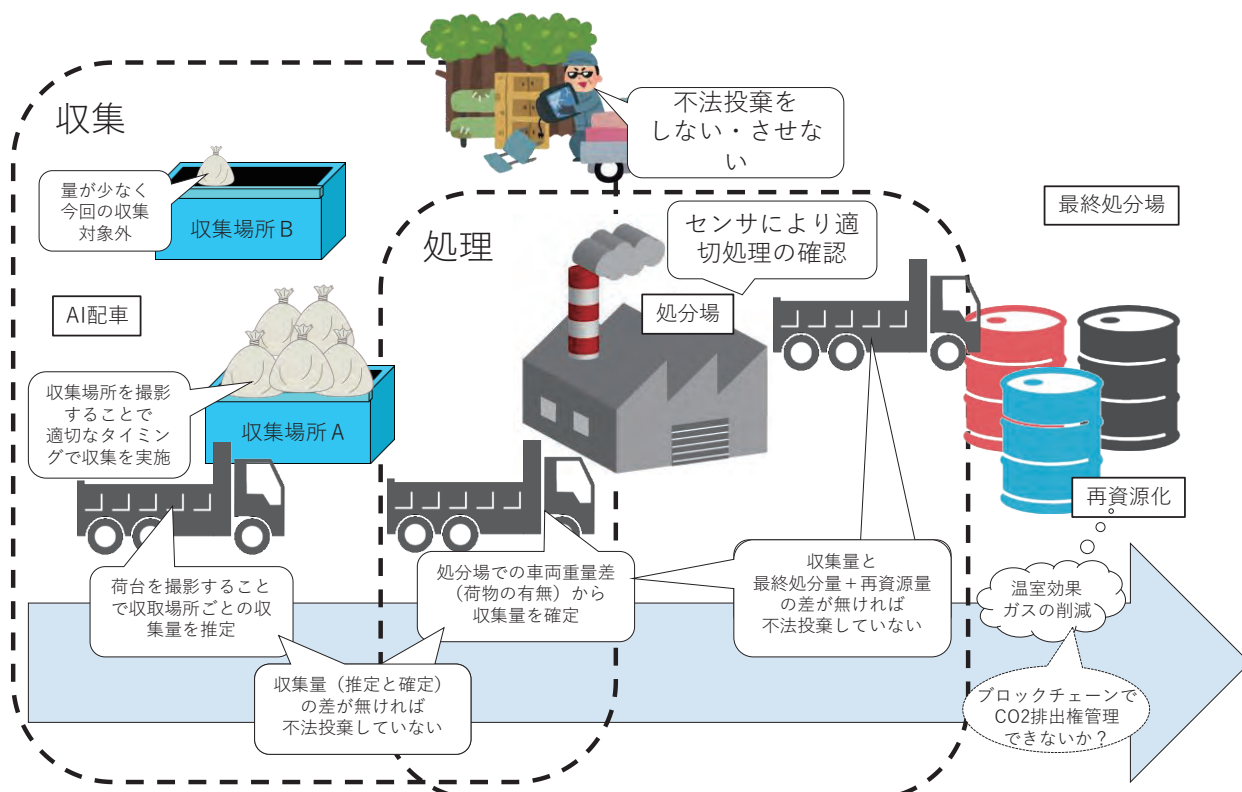 収集
不法投棄を
しない・させな
い
量が少なく
今回の収集
対象外
収集場所B
処理
センサにより適
切処理の確認
最終処分場
AI配車
処分場
収集場所を撮影
することで
適切なタイミン
グで収集を実施
収集場所A
再資源化
荷台を撮影すること
で収取場所ごとの収
集量を推定
処分場での車両重量差
（荷物の有無）から
収集量を確定
収集量と
最終処分量＋再資源量
の差が無ければ
不法投棄していない
温室効果
ガスの削減
収集量（推定と確定）
の差が無ければ
不法投棄していない
ブロックチェーンで
CO2排出権管理
できないか？